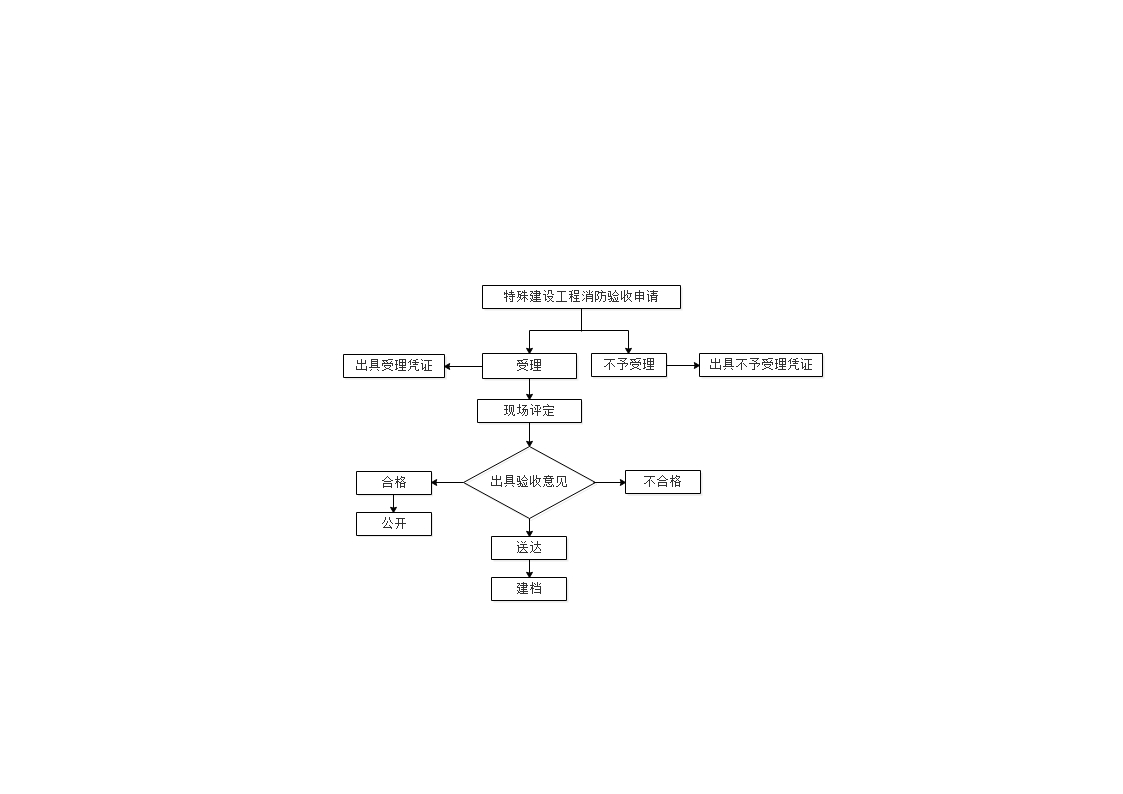 特殊建设工程消防验收申请
出具受理凭证
受理
不予受理
出具不予受理凭证
现场评定
合格
出具验收意见
不合格
公开
送达
建档